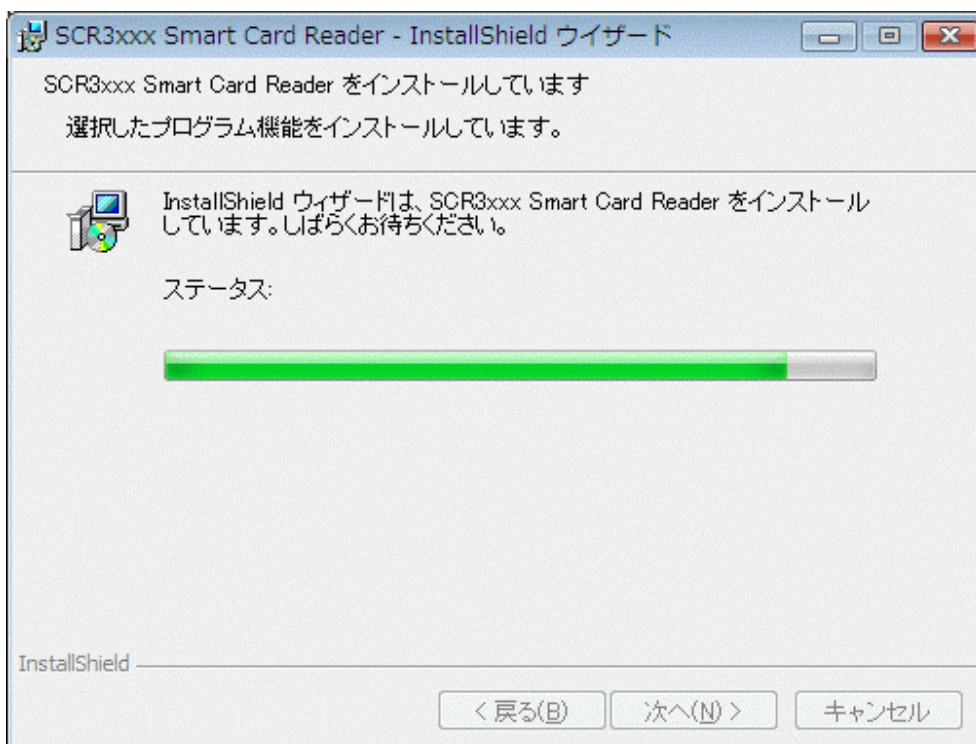 SCR3xxx Smart Card Reader - InstallShield ウィザード
SCR3xxx Smart Card Reader をインストールしています
選択したプログラム機能をインストールしています。
InstallShield ウィザードは、SCR3xxx Smart Card Reader をインストール
しています。しばらくお待ちください。
ステータス:
InstallShield
< 戻る(B) 次へ(N) > キャンセル